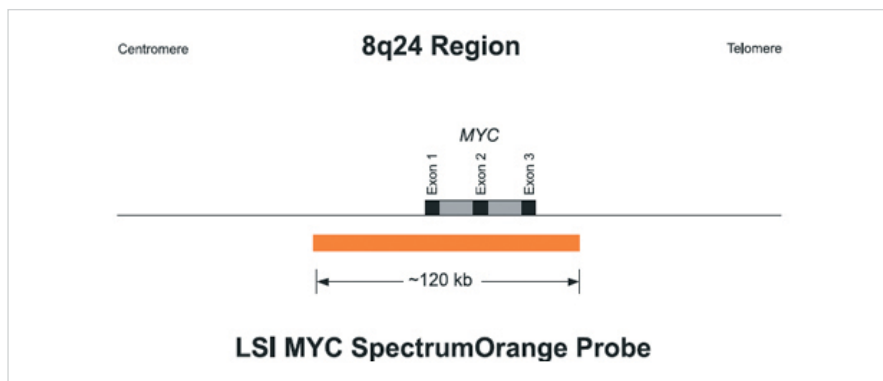 8q24 Region
Centromere
Telomere
MYC
Exon 1
Exon 2
Exon 3
~120 kb
LSI MYC SpectrumOrange Probe